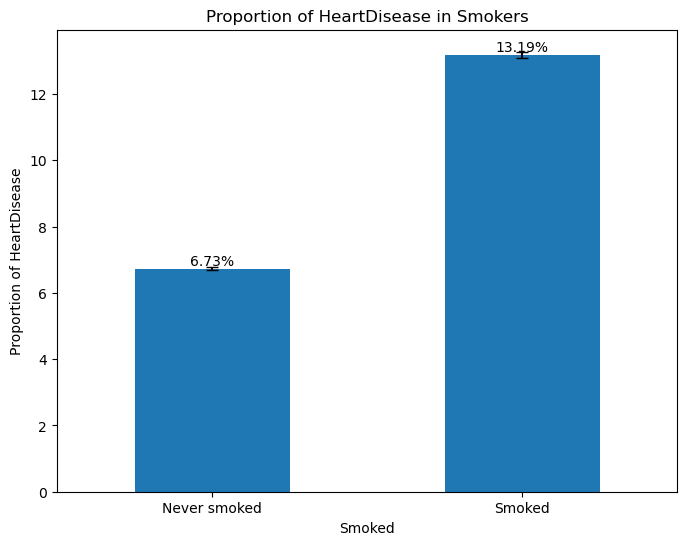 Proportion of HeartDisease in Smokers
13.19%
6.73%
Proportion of HeartDisease
12
10
8
6
4
2
0
Never smoked
Smoked
Smoked